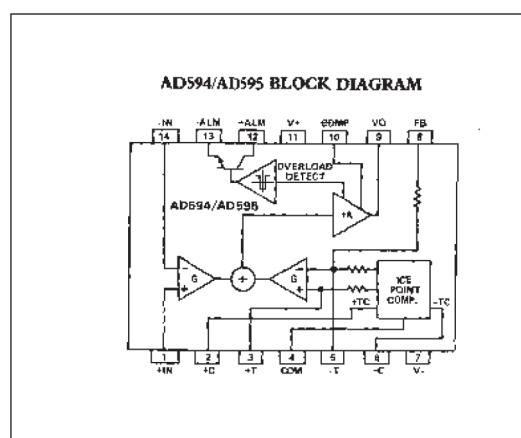 AD594/AD595 BLOCK DIAGRAM
-IN -ALM +ALM V+ COMP VO FB
14 13 12 11 10 9 8
OVERLOAD
DETECT
AD594/AD595
+A
- G + G -
+ +
ICE
POINT
COMP.
+TC -TC
1 2 3 4 5 6 7
+IN +C +T COM -T -C V-